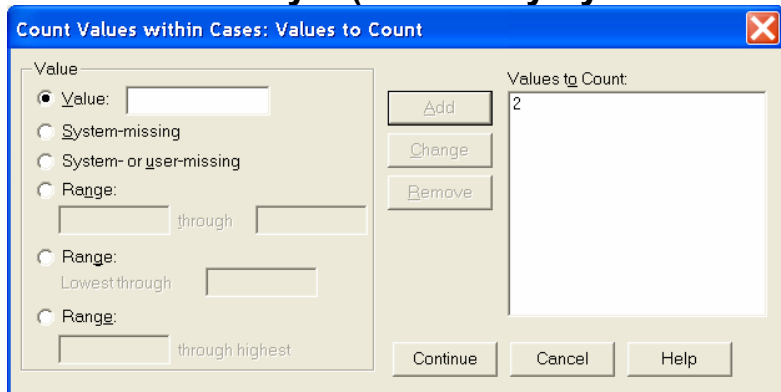 Count Values within Cases: Values to Count
Value
Value:
System-missing
System- or user-missing
Range:
through
Range:
Lowest through
Range:
through highest
Add
Change
Remove
Values to Count:
2
Continue
Cancel
Help